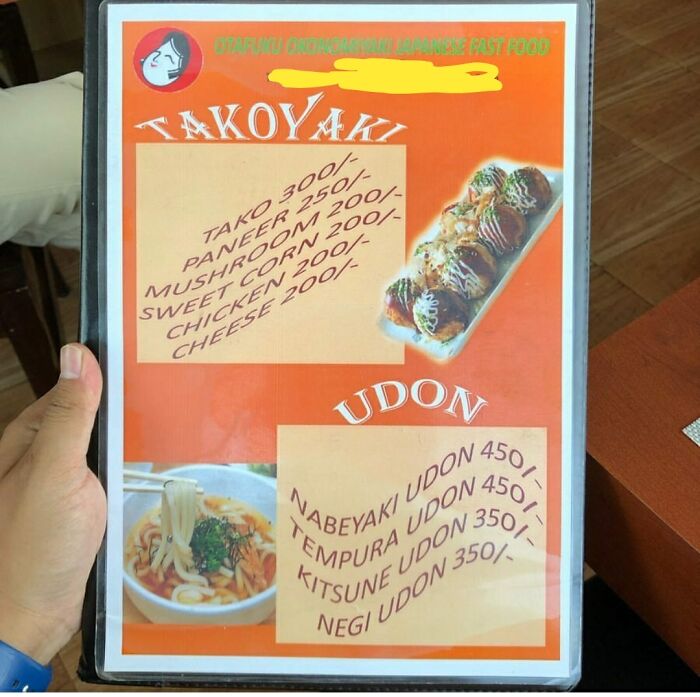 OTAFUKU OKONOMIYAKI JAPANESE FAST FOOD
TAKOYAKI
TAKO 300/-
PANEER 250/-
MUSHROOM 200/-
SWEET CORN 200/-
CHICKEN 200/-
CHEESE 200/-
UDON
NABEYAKI UDON 450/-
TEMPURA UDON 450/-
KITSUNE UDON 350/-
NEGI UDON 350/-